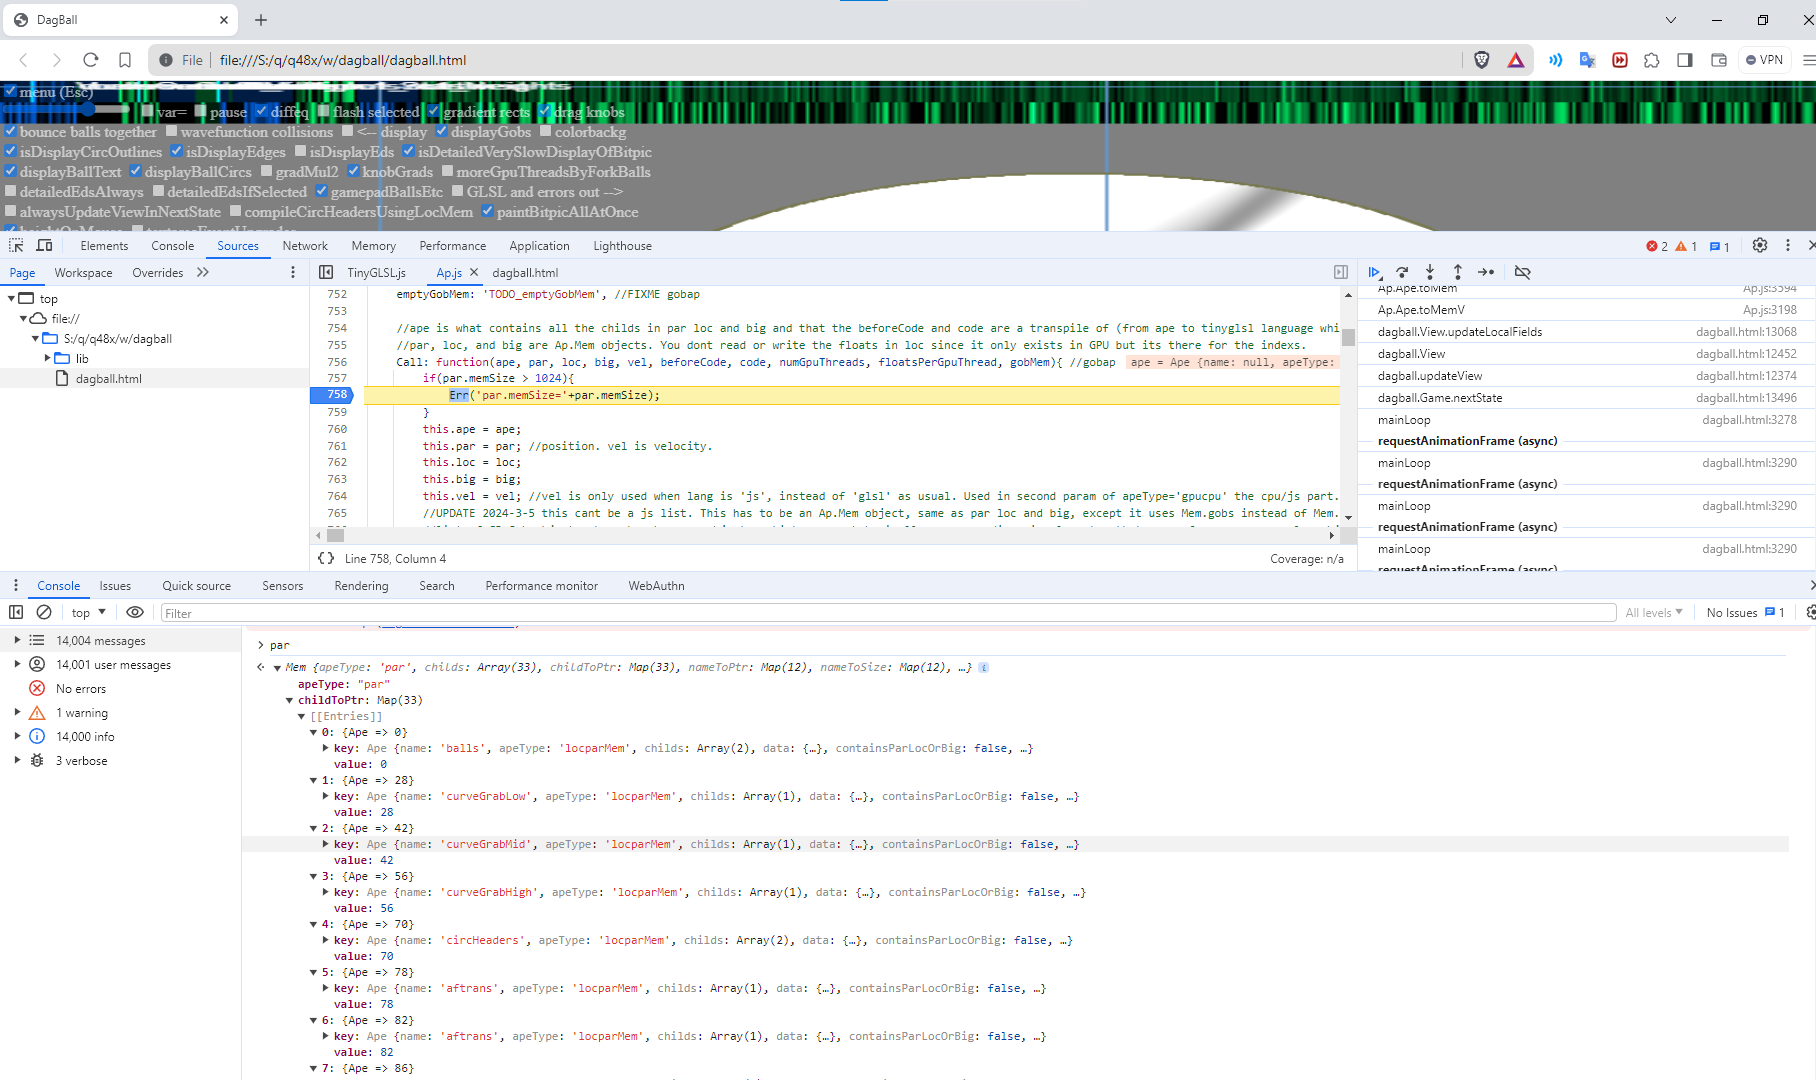 DagBall
File file:///S:/q/q48x/w/dagball/dagball.html
VPN
menu (Esc)
var= pause diffeq flash selected gradient rects drag knobs
bounce balls together wavefunction collisions <-- display displayGobs colorbackg
isDisplayCircOutlines isDisplayEdges isDisplayEds isDetailedVerySlowDisplayOfBitpic
displayBallText displayBallCircs gradMul2 knobGrads moreGpuThreadsByForkBalls
detailedEdsAlways detailedEdsIfSelected gamepadBallsEtc GLSL and errors out -->
alwaysUpdateViewInNextState compileCircHeadersUsingLocMem paintBitpicAllAtOnce
Elements Console Sources Network Memory Performance Application Lighthouse 2 1 1
Page Workspace Overrides
TinyGLSL.js Ap.js dagball.html
top
file://
S:/q/q48x/w/dagball
lib
dagball.html
752 emptyGobMem: 'TODO_emptyGobMem', //FIXME gobap
753
754 //ape is what contains all the childs in par loc and big and that the beforeCode and code are a transpile of (from ape to tinyglsl language whi
755 //par, loc, and big are Ap.Mem objects. You dont read or write the floats in loc since it only exists in GPU but its there for the indexs.
756 Call: function(ape, par, loc, big, vel, beforeCode, code, numGpuThreads, floatsPerGpuThread, gobMem){ //gobap ape = Ape {name: null, apeType:
757 if(par.memSize > 1024){
758 Err('par.memSize='+par.memSize);
759 }
760 this.ape = ape;
761 this.par = par; //position. vel is velocity.
762 this.loc = loc;
763 this.big = big;
764 this.vel = vel; //vel is only used when lang is 'js', instead of 'glsl' as usual. Used in second param of apeType='gpucpu' the cpu/js part.
765 //UPDATE 2024-3-5 this cant be a js list. This has to be an Ap.Mem object, same as par loc and big, except it uses Mem.gobs instead of Mem.
{} Line 758, Column 4 Coverage: n/a
Ap.Ape.toMem Ap.js:3594
Ap.Ape.toMemV Ap.js:3198
dagball.View.updateLocalFields dagball.html:13068
dagball.View dagball.html:12452
dagball.updateView dagball.html:12374
dagball.Game.nextState dagball.html:13496
mainLoop dagball.html:3278
requestAnimationFrame (async)
mainLoop dagball.html:3290
requestAnimationFrame (async)
mainLoop dagball.html:3290
requestAnimationFrame (async)
mainLoop dagball.html:3290
requestAnimationFrame (async)
Console Issues Quick source Sensors Rendering Search Performance monitor WebAuthn
top Filter All levels No Issues 1
14,004 messages
14,001 user messages
No errors
1 warning
14,000 info
3 verbose
par
Mem {apeType: 'par', childs: Array(33), childToPtr: Map(33), nameToPtr: Map(12), nameToSize: Map(12), …}
apeType: "par"
childToPtr: Map(33)
[[Entries]]
0: {Ape => 0}
key: Ape {name: 'balls', apeType: 'locparMem', childs: Array(2), data: {…}, containsParLocOrBig: false, …}
value: 0
1: {Ape => 28}
key: Ape {name: 'curveGrabLow', apeType: 'locparMem', childs: Array(1), data: {…}, containsParLocOrBig: false, …}
value: 28
2: {Ape => 42}
key: Ape {name: 'curveGrabMid', apeType: 'locparMem', childs: Array(1), data: {…}, containsParLocOrBig: false, …}
value: 42
3: {Ape => 56}
key: Ape {name: 'curveGrabHigh', apeType: 'locparMem', childs: Array(1), data: {…}, containsParLocOrBig: false, …}
value: 56
4: {Ape => 70}
key: Ape {name: 'circHeaders', apeType: 'locparMem', childs: Array(2), data: {…}, containsParLocOrBig: false, …}
value: 70
5: {Ape => 78}
key: Ape {name: 'aftrans', apeType: 'locparMem', childs: Array(1), data: {…}, containsParLocOrBig: false, …}
value: 78
6: {Ape => 82}
key: Ape {name: 'aftrans', apeType: 'locparMem', childs: Array(1), data: {…}, containsParLocOrBig: false, …}
value: 82
7: {Ape => 86}